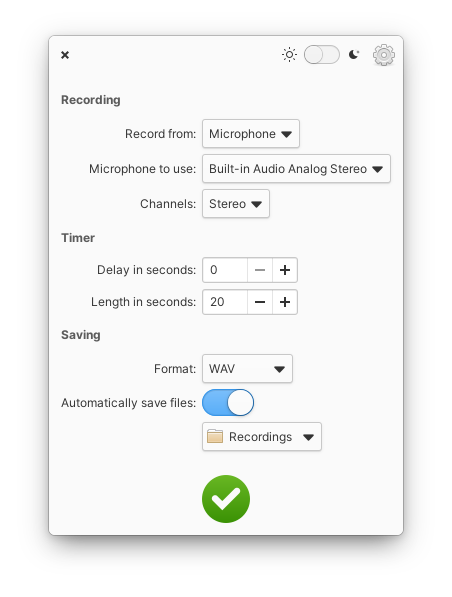 Recording
Record from: Microphone
Microphone to use: Built-in Audio Analog Stereo
Channels: Stereo
Timer
Delay in seconds: 0
Length in seconds: 20
Saving
Format: WAV
Automatically save files:
Recordings